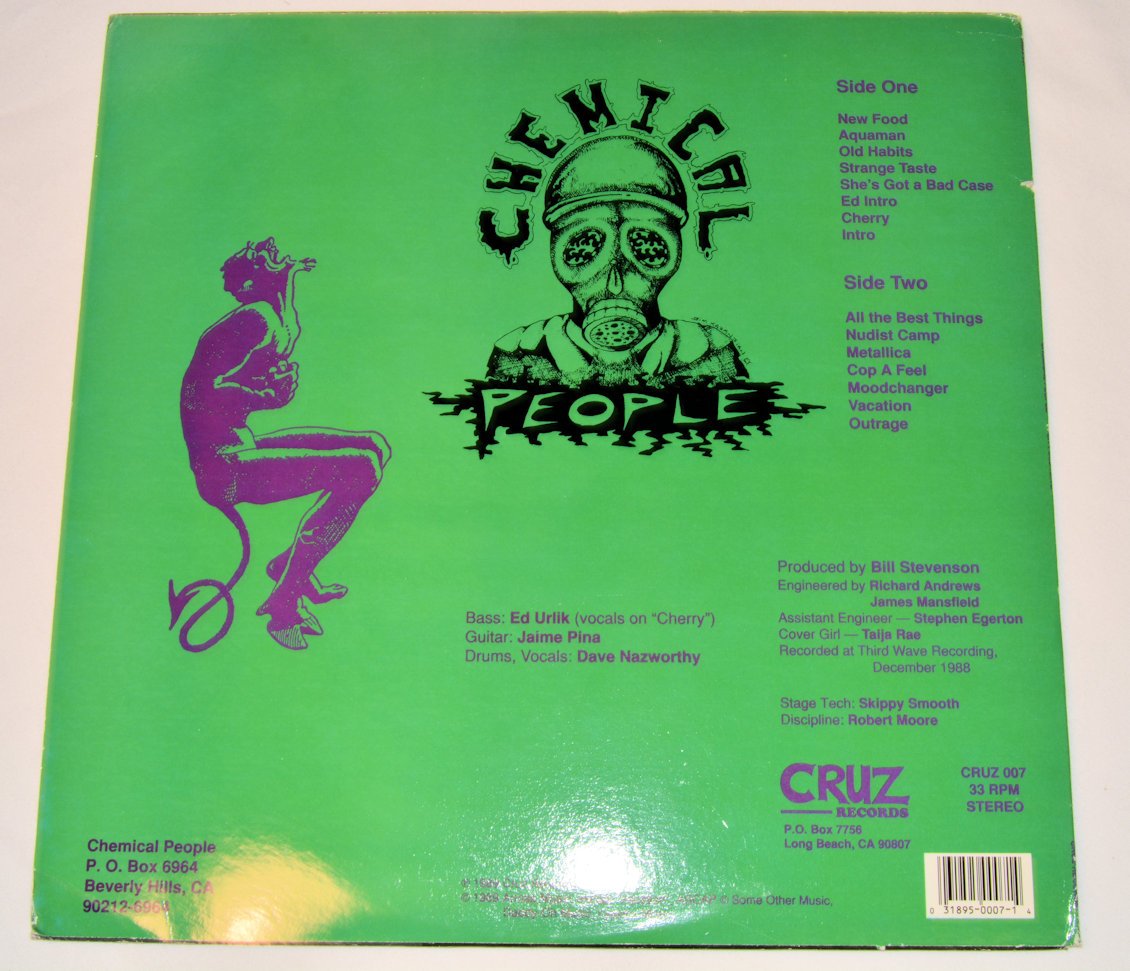 CHEMICAL
PEOPLE
Side One
New Food
Aquaman
Old Habits
Strange Taste
She's Got a Bad Case
Ed Intro
Cherry
Intro
Side Two
All the Best Things
Nudist Camp
Metallica
Cop A Feel
Moodchanger
Vacation
Outrage
Bass: Ed Urlik (vocals on "Cherry")
Guitar: Jaime Pina
Drums, Vocals: Dave Nazworthy
Produced by Bill Stevenson
Engineered by Richard Andrews
James Mansfield
Assistant Engineer — Stephen Egerton
Cover Girl — Taija Rae
Recorded at Third Wave Recording,
December 1988
Stage Tech: Skippy Smooth
Discipline: Robert Moore
CRUZ
RECORDS
P.O. Box 7756
Long Beach, CA 90807
CRUZ 007
33 RPM
STEREO
Chemical People
P. O. Box 6964
Beverly Hills, CA
90212-6964
© Some Other Music,
0 31895-0007-1 4